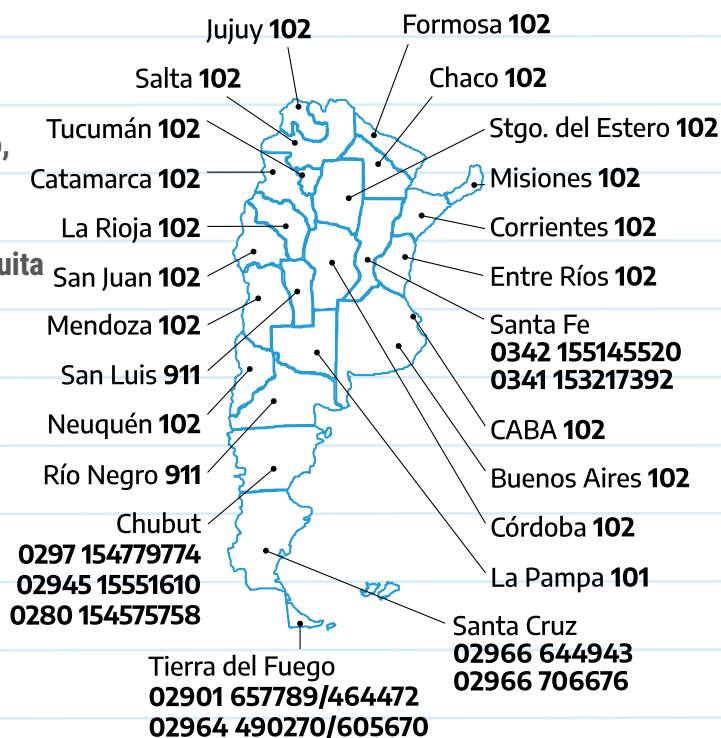 Jujuy 102
Formosa 102
Salta 102
Chaco 102
Tucumán 102
Stgo. del Estero 102
Catamarca 102
Misiones 102
La Rioja 102
Corrientes 102
uita
San Juan 102
Entre Ríos 102
Mendoza 102
Santa Fe
0342 155145520
0341 153217392
San Luis 911
Neuquén 102
CABA 102
Río Negro 911
Buenos Aires 102
Chubut
0297 154779774
02945 15551610
0280 154575758
Córdoba 102
La Pampa 101
Santa Cruz
02966 644943
02966 706676
Tierra del Fuego
02901 657789/464472
02964 490270/605670